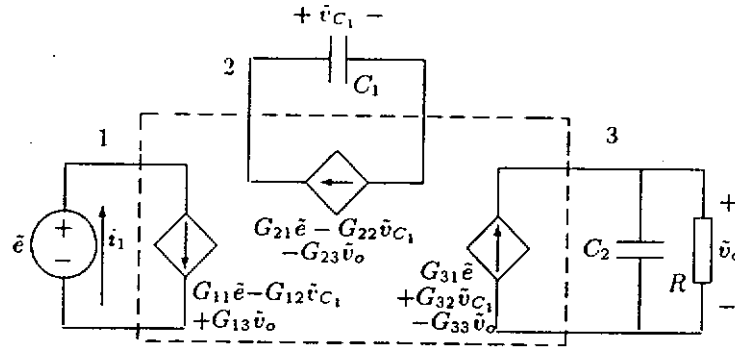 + ṽ_{C_1} −
2
C_1
1
3
G_{21}ẽ − G_{22}ṽ_{C_1}
−G_{23}ṽ_o
ẽ
+
−
i_1
G_{11}ẽ−G_{12}ṽ_{C_1}
+G_{13}ṽ_o
G_{31}ẽ
+G_{32}ṽ_{C_1}
−G_{33}ṽ_o
C_2
R
+
ṽ_o
−